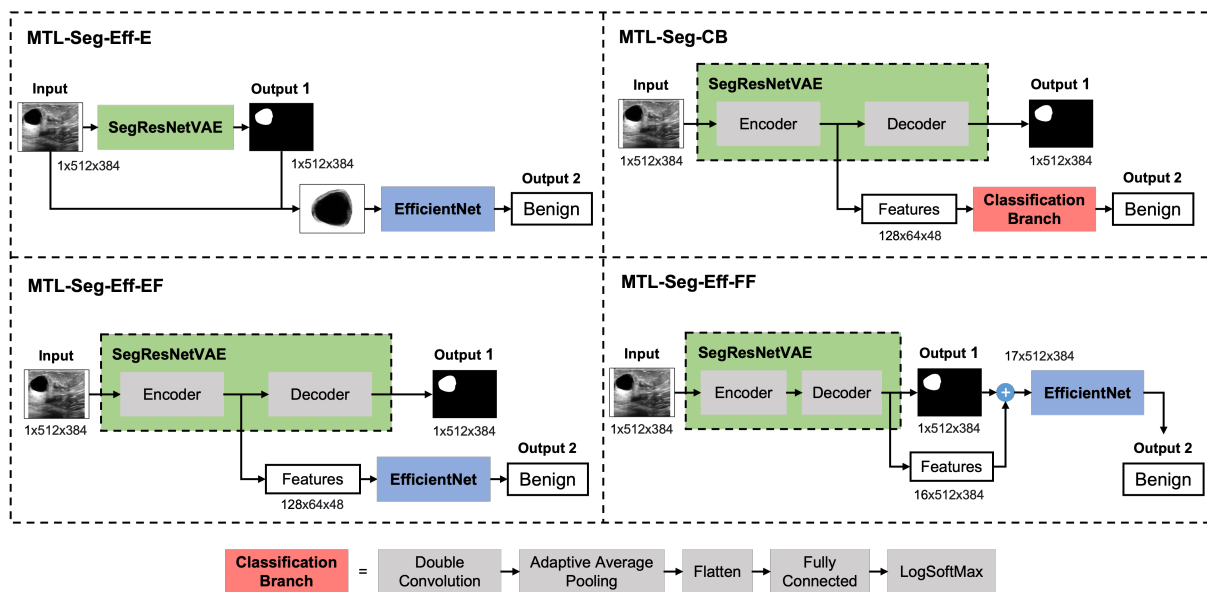 MTL-Seg-Eff-E
Input
Output 1
SegResNetVAE
1x512x384
1x512x384
Output 2
EfficientNet
Benign
MTL-Seg-CB
SegResNetVAE
Input
Output 1
Encoder
Decoder
1x512x384
1x512x384
Output 2
Features
Classification
Branch
Benign
128x64x48
MTL-Seg-Eff-EF
SegResNetVAE
Input
Output 1
Encoder
Decoder
1x512x384
1x512x384
Output 2
Features
EfficientNet
Benign
128x64x48
MTL-Seg-Eff-FF
SegResNetVAE
Input
Output 1
17x512x384
Encoder
Decoder
+
EfficientNet
1x512x384
1x512x384
Output 2
Features
Benign
16x512x384
Classification
Branch
=
Double
Convolution
Adaptive Average
Pooling
Flatten
Fully
Connected
LogSoftMax